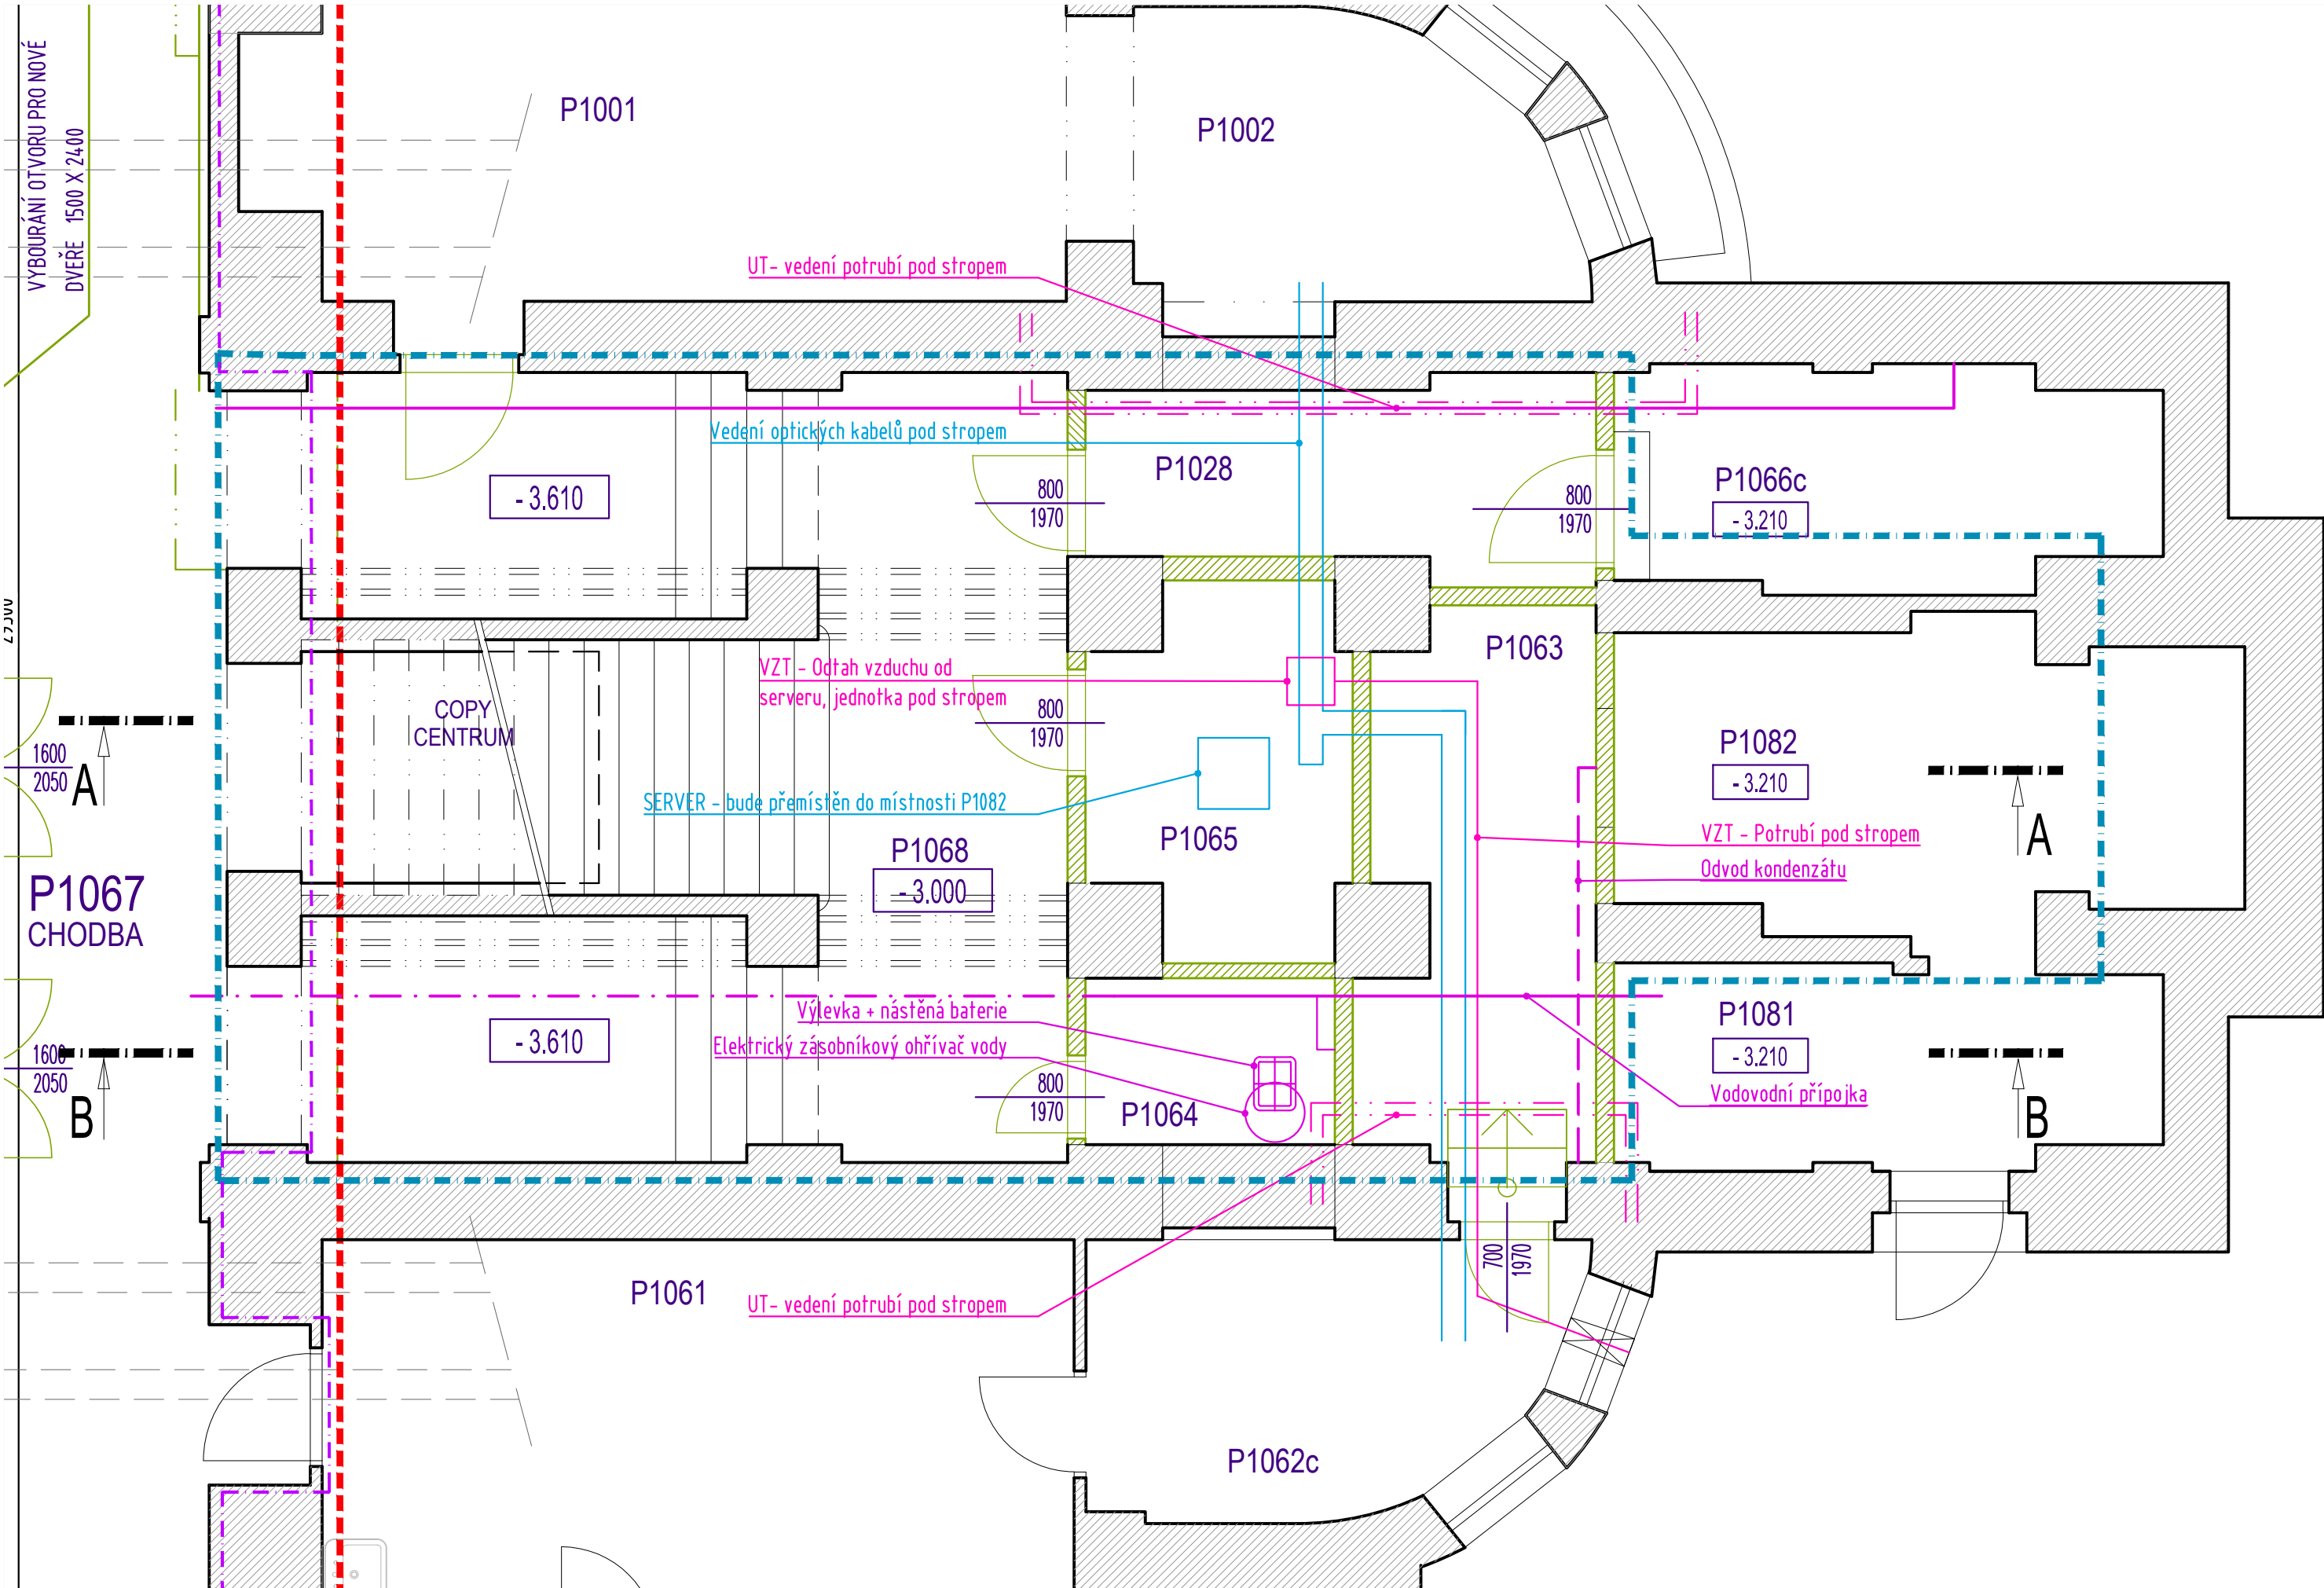 VYBOURÁNÍ OTVORU PRO NOVÉ
DVEŘE 1500 X 2400
P1001
P1002
UT- vedení potrubí pod stropem
Vedení optických kabelů pod stropem
P1028
- 3.610
800
1970
800
1970
P1066c
- 3.210
P1063
VZT - Odtah vzduchu od
serveru, jednotka pod stropem
COPY
CENTRUM
800
1970
P1082
- 3.210
1600
2050
A
SERVER - bude přemístěn do místnosti P1082
P1065
VZT - Potrubí pod stropem
A
Odvod kondenzátu
P1068
- 3.000
P1067
CHODBA
Výlevka + nástěná baterie
P1081
- 3.610
Elektrický zásobníkový ohřívač vody
- 3.210
1600
2050
B
800
1970
P1064
Vodovodní přípojka
B
700
1970
P1061
UT- vedení potrubí pod stropem
P1062c